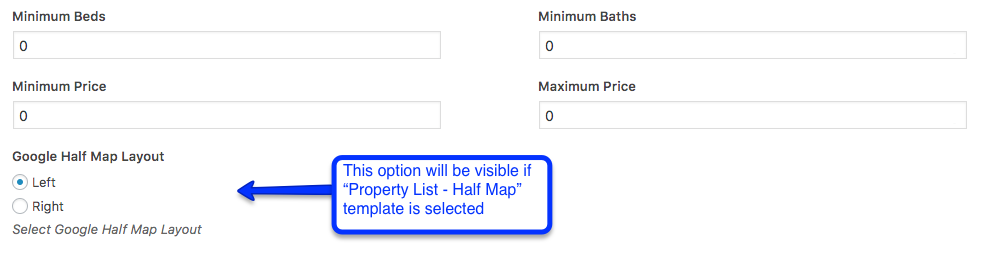 Minimum Beds
Minimum Baths
0
0
Minimum Price
Maximum Price
0
0
Google Half Map Layout
Left
Right
Select Google Half Map Layout
This option will be visible if
“Property List - Half Map”
template is selected